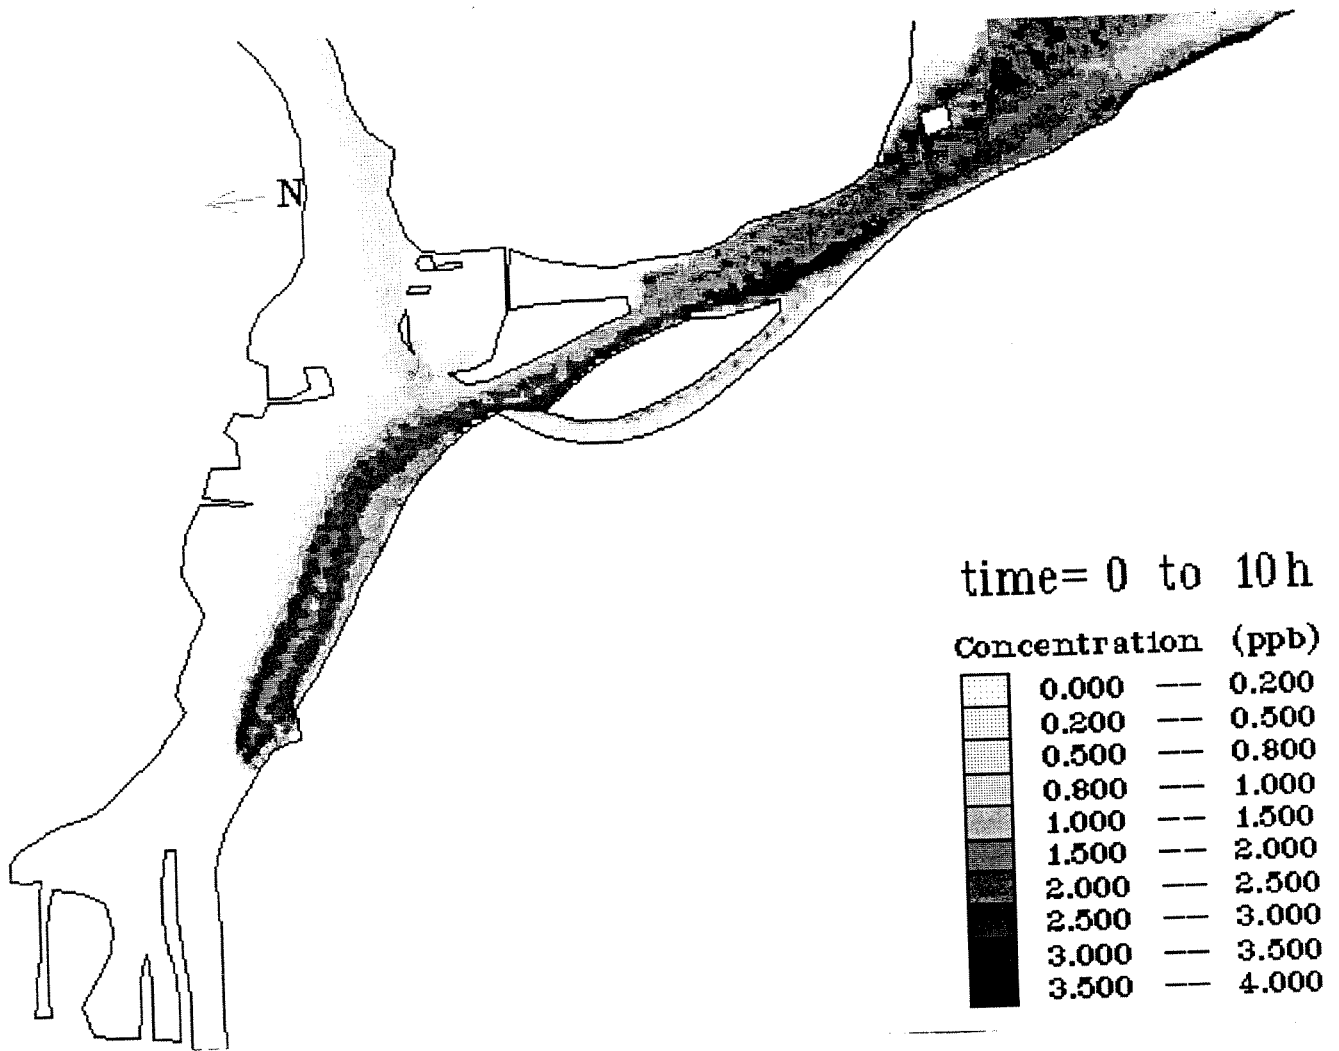 N
time= 0 to 10h
Concentration (ppb)
0.000 –– 0.200
0.200 –– 0.500
0.500 –– 0.800
0.800 –– 1.000
1.000 –– 1.500
1.500 –– 2.000
2.000 –– 2.500
2.500 –– 3.000
3.000 –– 3.500
3.500 –– 4.000